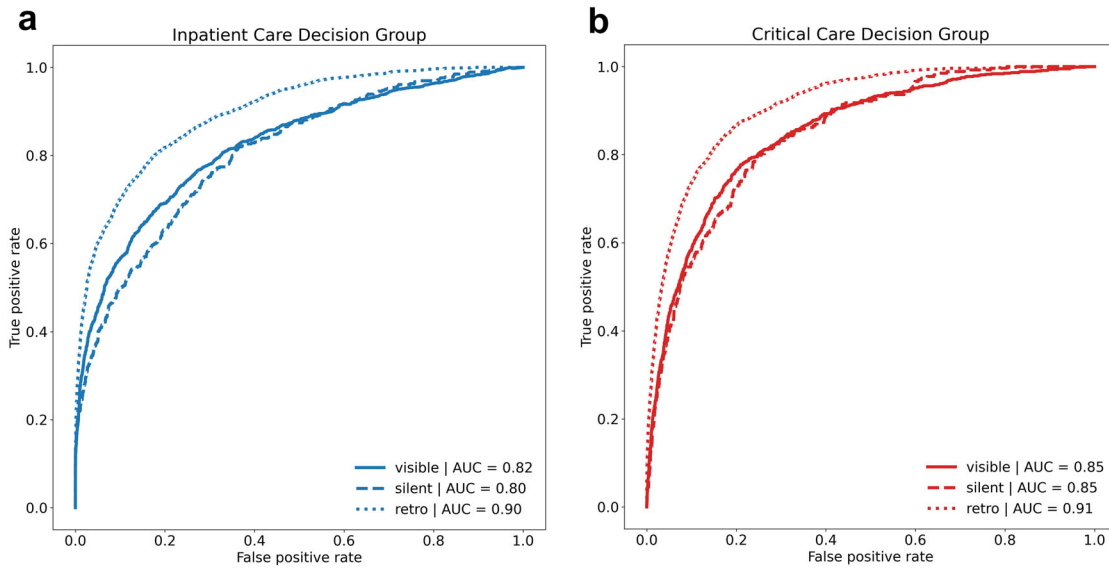 a
Inpatient Care Decision Group
1.0
0.8
0.6
0.4
0.2
0.0
True positive rate
0.0 0.2 0.4 0.6 0.8 1.0
False positive rate
visible | AUC = 0.82
silent | AUC = 0.80
retro | AUC = 0.90
b
Critical Care Decision Group
1.0
0.8
0.6
0.4
0.2
0.0
True positive rate
0.0 0.2 0.4 0.6 0.8 1.0
False positive rate
visible | AUC = 0.85
silent | AUC = 0.85
retro | AUC = 0.91